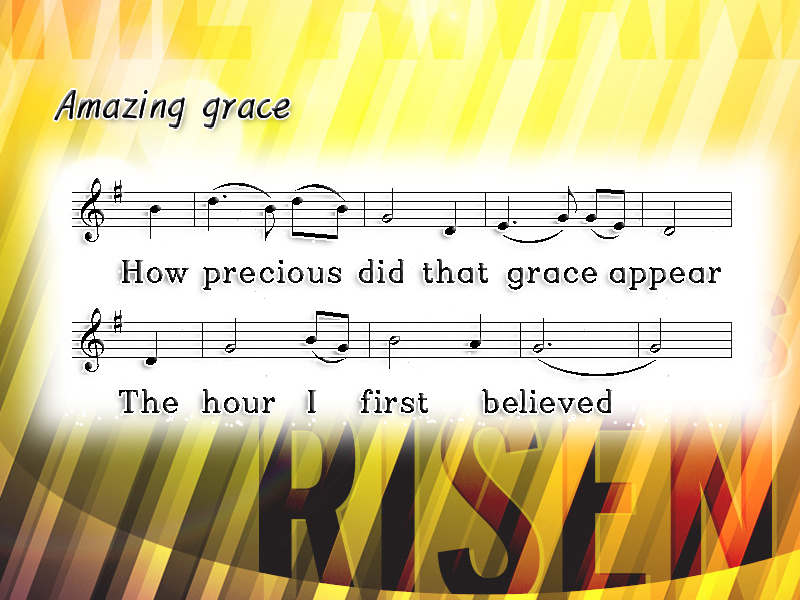 Amazing grace
How precious did that grace appear
The hour I first believed
RISEN